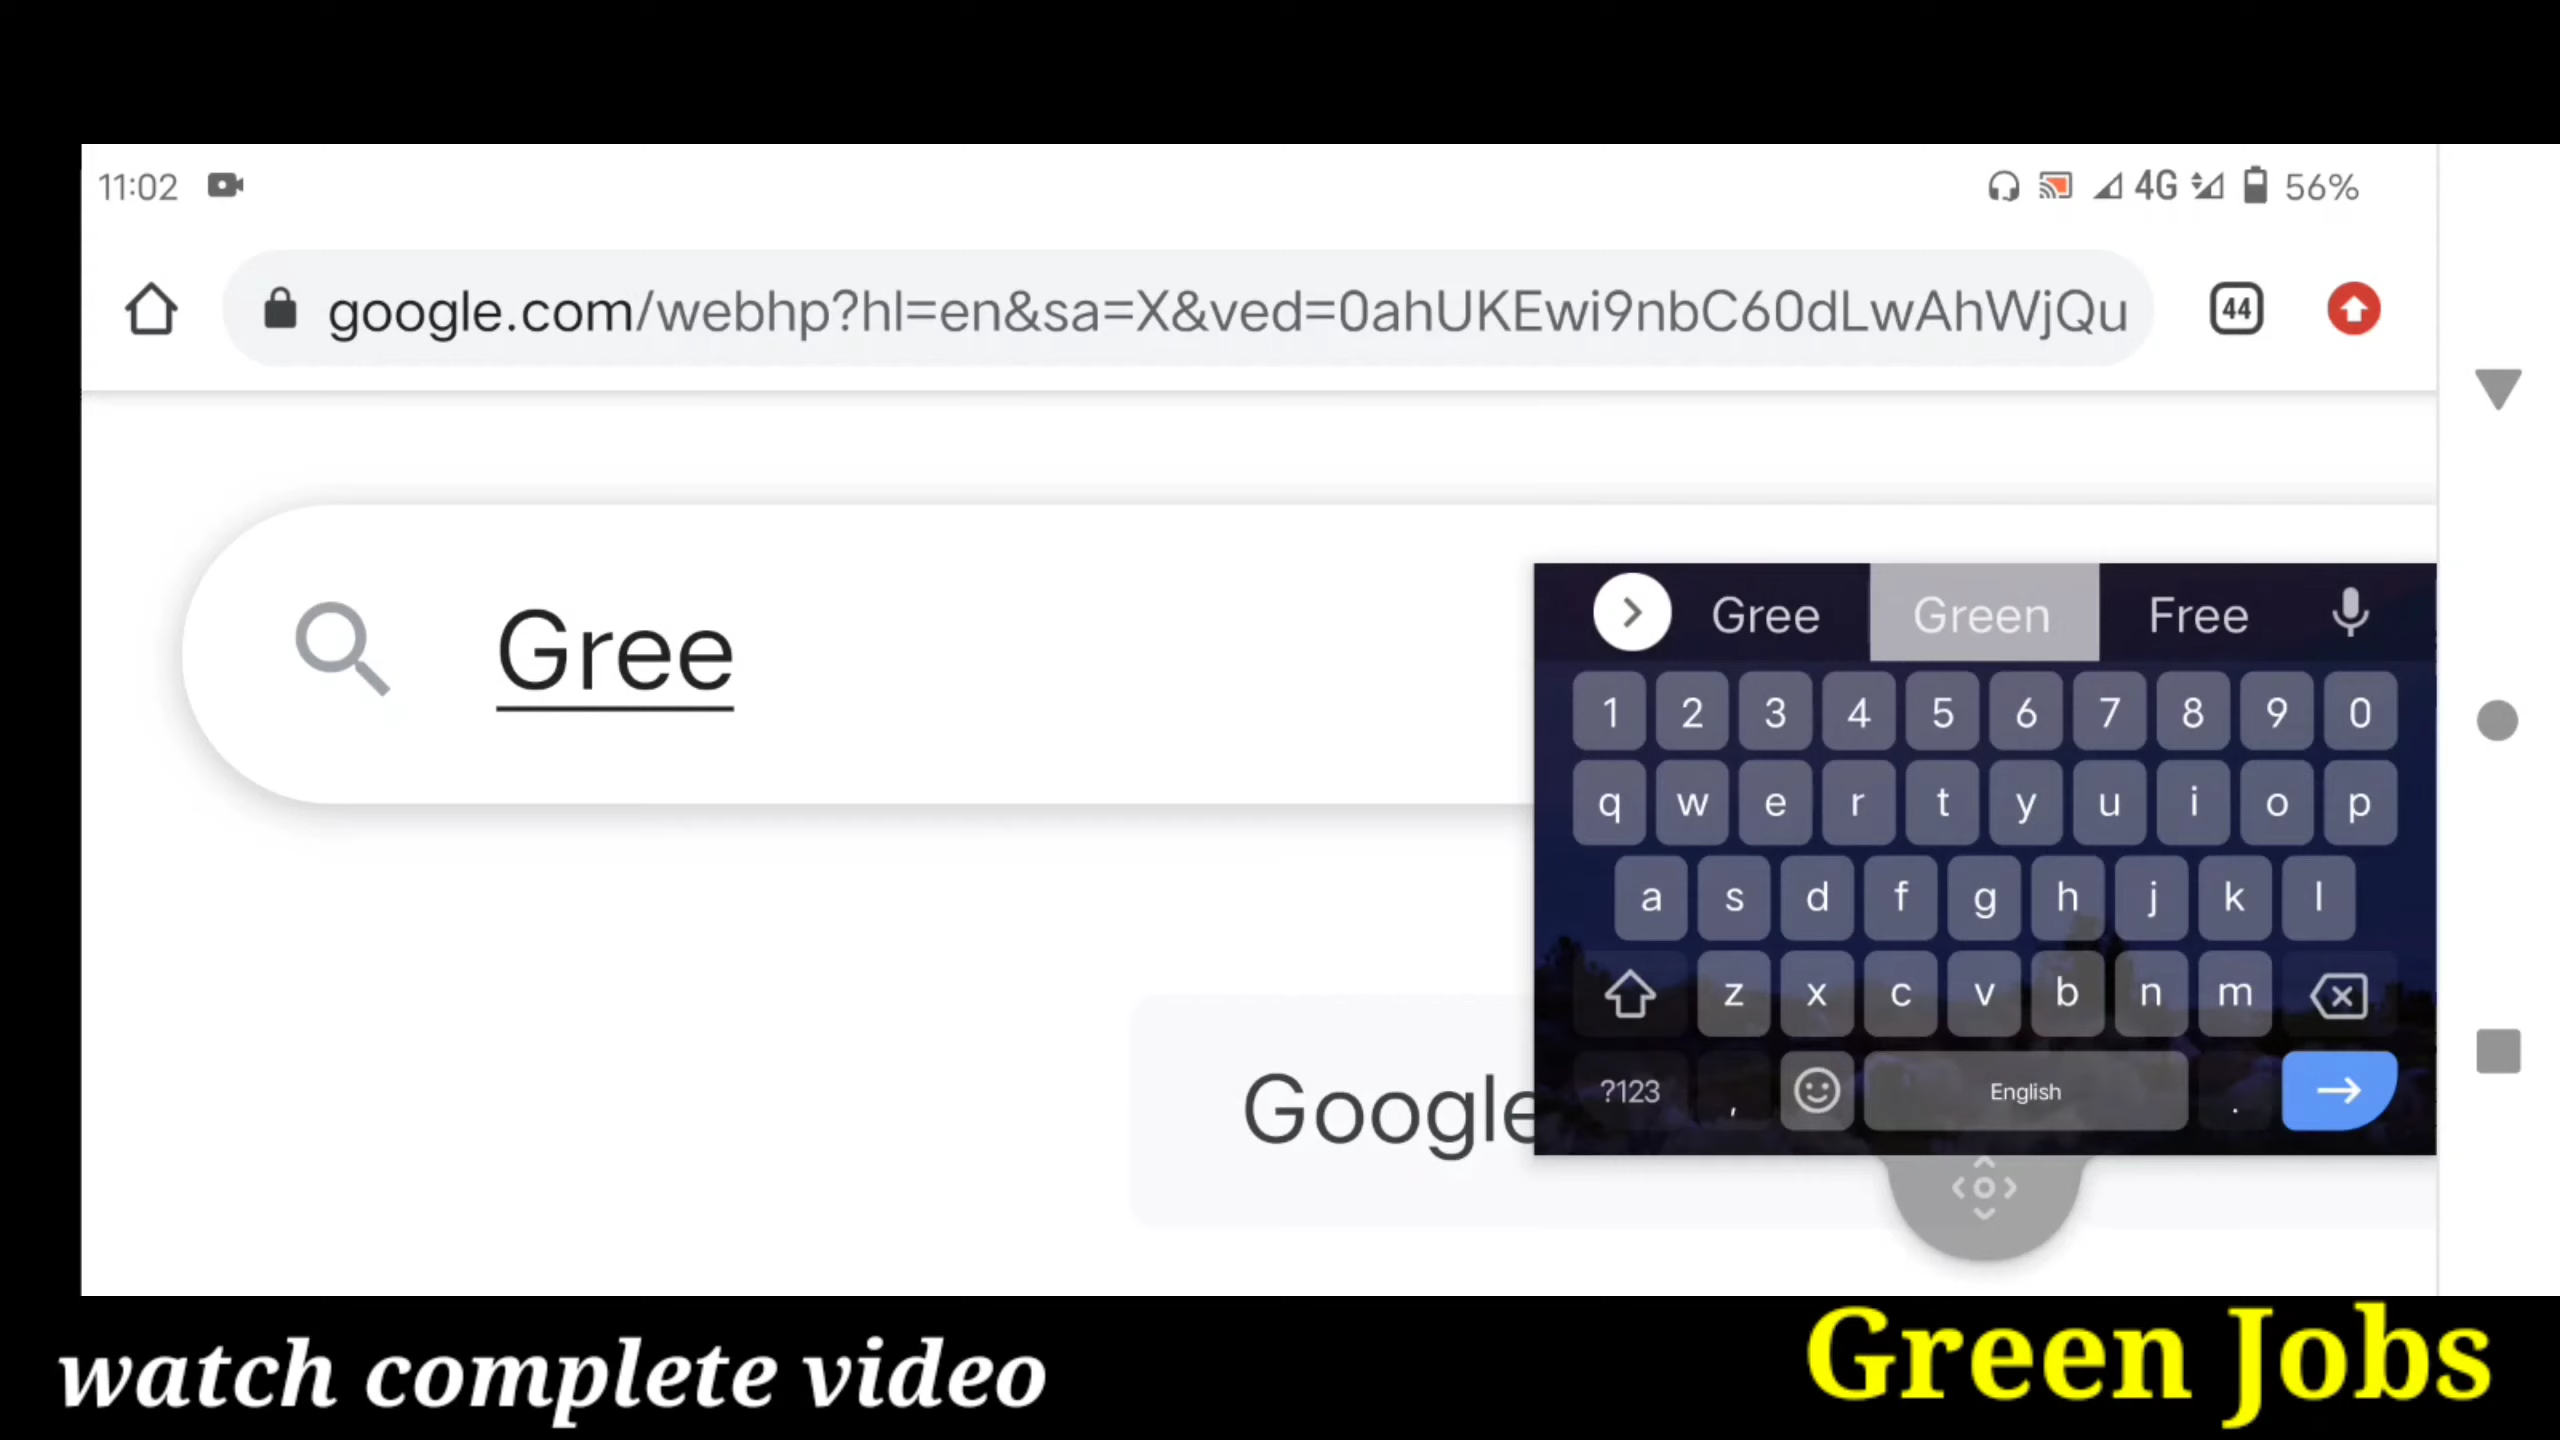 11:02 4G 56%
google.com/webhp?hl=en&sa=X&ved=0ahUKEwi9nbC60dLwAhWjQu 44
Gree
Gree Green Free
1 2 3 4 5 6 7 8 9 0
q w e r t y u i o p
a s d f g h j k l
z x c v b n m
Google
?123 , English .
watch complete video
Green Jobs